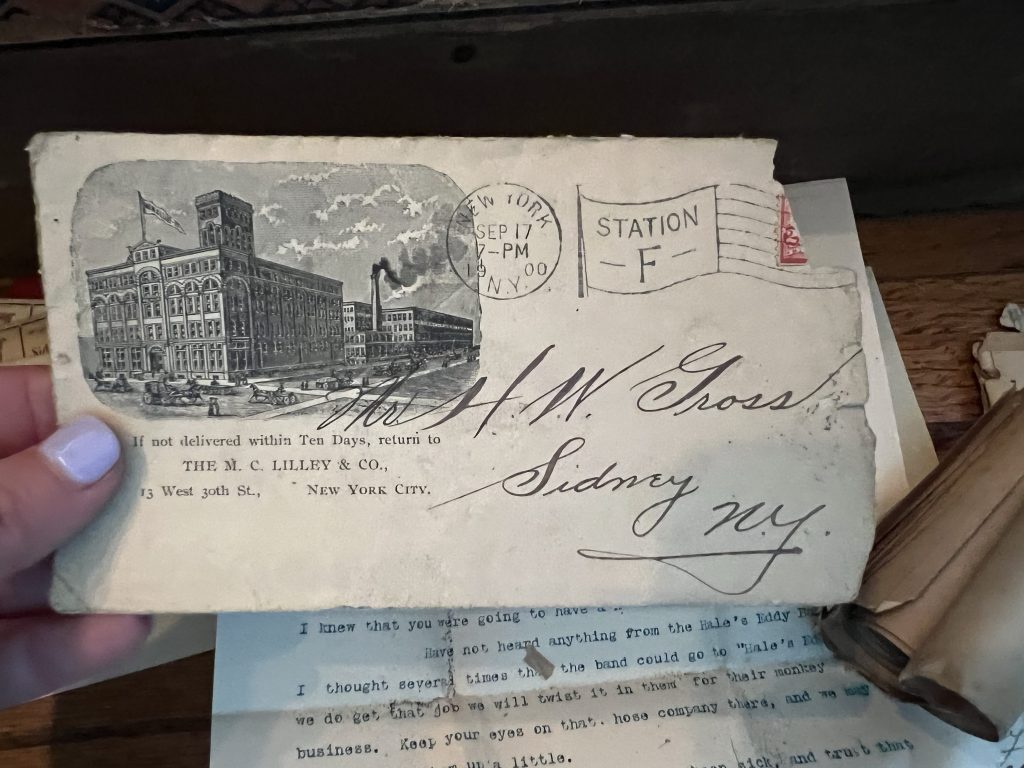 NEW YORK
SEP 17
7-PM
19 00
N.Y.
STATION
- F -
Mr H. W. Gross
Sidney
N.Y.
If not delivered within Ten Days, return to
THE M. C. LILLEY & CO.,
13 West 30th St., NEW YORK CITY.
I knew that you were going to have a
Have not heard anything from the Hale's Eddy
I thought several times the band could go to "Hale's
we do get that job we will twist it in them for their monkey
business. Keep your eyes on that. hose company there, and we may
up a little.
sick, and trust that